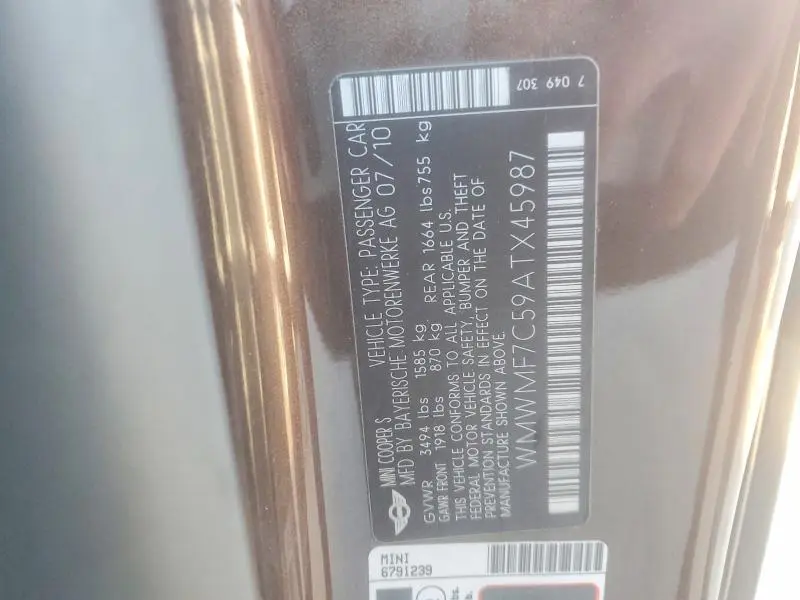 MINI COOPER S VEHICLE TYPE: PASSENGER CAR
MFD BY BAYERISCHE MOTORENWERKE AG 07/10
GVWR 3494 lbs 1585 kg
GAWR FRONT 1918 lbs 870 kg REAR 1664 lbs 755 kg
THIS VEHICLE CONFORMS TO ALL APPLICABLE U.S.
FEDERAL MOTOR VEHICLE SAFETY, BUMPER AND THEFT
PREVENTION STANDARDS IN EFFECT ON THE DATE OF
MANUFACTURE SHOWN ABOVE.
WMWMF7C59ATX45987
7 049 307
MINI
6791239
lbs.